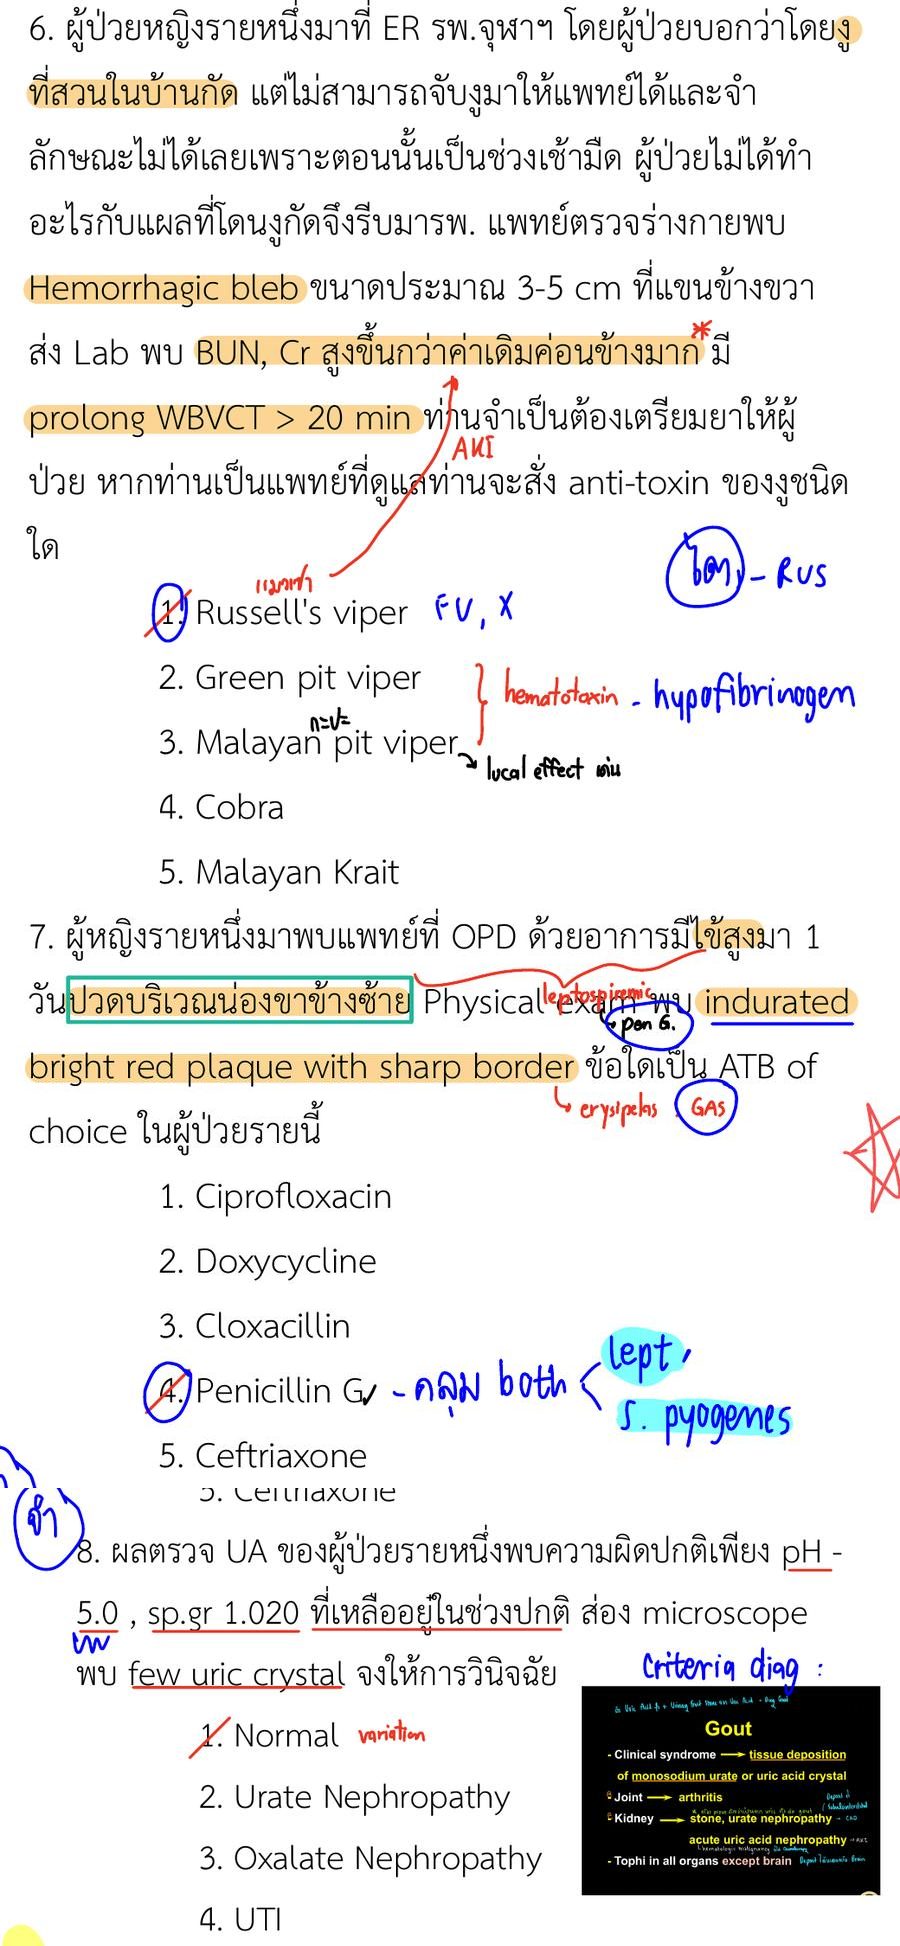 6. ผู้ป่วยหญิงรายหนึ่งมาที่ ER รพ.จุฬาฯ โดยผู้ป่วยบอกว่าโดยงู
ที่สวนในบ้านกัด แต่ไม่สามารถจับงูมาให้แพทย์ได้และจำ
ลักษณะไม่ได้เลยเพราะตอนนั้นเป็นช่วงเช้ามืด ผู้ป่วยไม่ได้ทำ
อะไรกับแผลที่โดนงูกัดจึงรีบมารพ. แพทย์ตรวจร่างกายพบ
Hemorrhagic bleb ขนาดประมาณ 3-5 cm ที่แขนข้างขวา
ส่ง Lab พบ BUN, Cr สูงขึ้นกว่าค่าเดิมค่อนข้างมาก * มี
prolong WBVCT > 20 min ท่านจำเป็นต้องเตรียมยาให้ผู้
AKI
ป่วย หากท่านเป็นแพทย์ที่ดูแลท่านจะสั่ง anti-toxin ของงูชนิด
ใด
ไต - RUS
แมวเซา
1. Russell's viper FV, X
2. Green pit viper
hematotoxin - hypofibrinogen
กะปะ
3. Malayan pit viper
local effect เด่น
4. Cobra
5. Malayan Krait
7. ผู้หญิงรายหนึ่งมาพบแพทย์ที่ OPD ด้วยอาการมีไข้สูงมา 1
leptospiremic
วันปวดบริเวณน่องขาข้างซ้าย Physical exam พบ indurated
pen G.
bright red plaque with sharp border ข้อใดเป็น ATB of
erysipelas : GAS
choice ในผู้ป่วยรายนี้
1. Ciprofloxacin
2. Doxycycline
3. Cloxacillin
lept,
4. Penicillin G - คลุม both
S. pyogenes
5. Ceftriaxone
5. Ceftriaxone
จำ
8. ผลตรวจ UA ของผู้ป่วยรายหนึ่งพบความผิดปกติเพียง pH -
5.0 , sp.gr 1.020 ที่เหลืออยู่ในช่วงปกติ ส่อง microscope
พบ few uric crystal จงให้การวินิจฉัย
Criteria diag :
1. Normal variation
2. Urate Nephropathy
3. Oxalate Nephropathy
4. UTI
Gout
- Clinical syndrome → tissue deposition
of monosodium urate or uric acid crystal
Joint → arthritis
Kidney → stone, urate nephropathy
acute uric acid nephropathy
- Tophi in all organs except brain